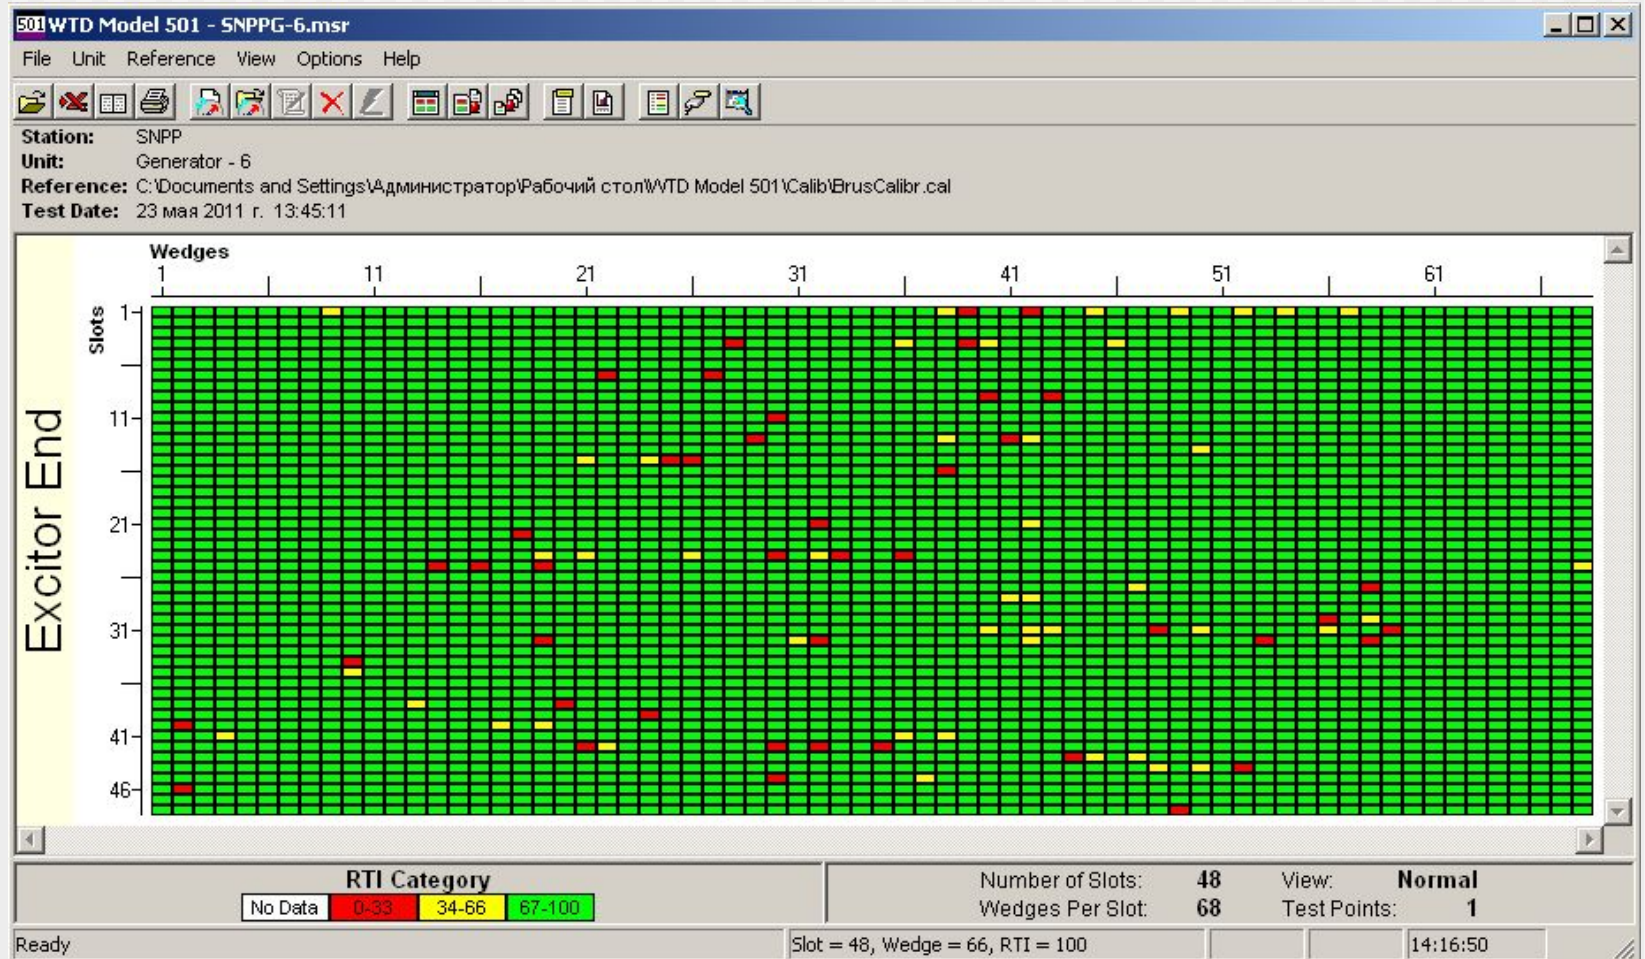 501 WTD Model 501 - SNPPG-6.msr
File Unit Reference View Options Help
Station: SNPP
Unit: Generator - 6
Reference: C:\Documents and Settings\Администратор\Рабочий стол\WTD Model 501\Calib\BrusCalibr.cal
Test Date: 23 мая 2011 г. 13:45:11
Wedges
1 11 21 31 41 51 61
Slots
1
11
21
31
41
46
Excitor End
RTI Category
No Data 0-33 34-66 67-100
Number of Slots: 48 View: Normal
Wedges Per Slot: 68 Test Points: 1
Ready Slot = 48, Wedge = 66, RTI = 100 14:16:50